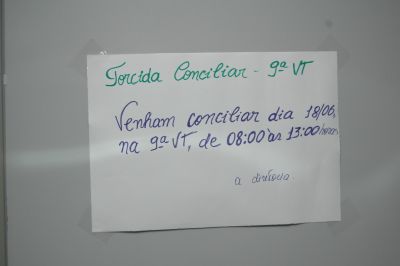 Torcida Conciliar - 9ª VT
Venham conciliar dia 18/06,
na 9ª VT, de 08:00 às 13:00 horas
a diretoria.